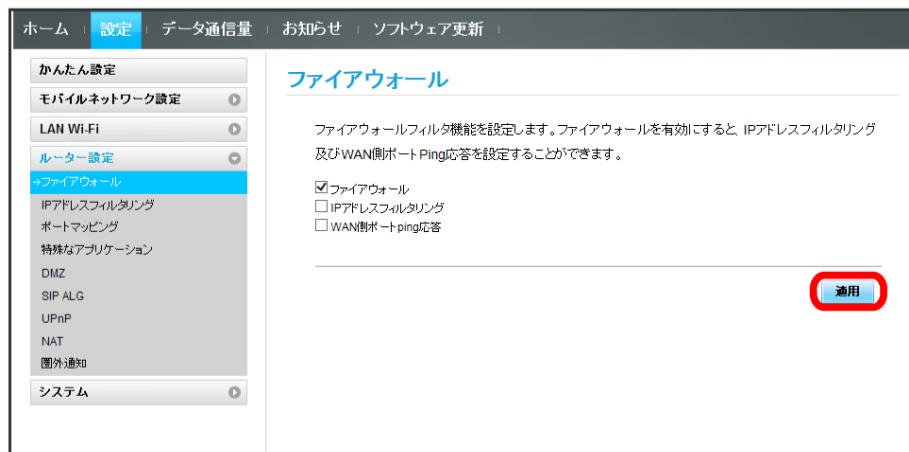 ホーム 設定 データ通信量 お知らせ ソフトウェア更新
かんたん設定
モバイルネットワーク設定
LAN Wi-Fi
ルーター設定
→ファイアウォール
IPアドレスフィルタリング
ポートマッピング
特殊なアプリケーション
DMZ
SIP ALG
UPnP
NAT
圏外通知
システム
ファイアウォール
ファイアウォールフィルタ機能を設定します。ファイアウォールを有効にすると、IPアドレスフィルタリング
及びWAN側ポートPing応答を設定することができます。
ファイアウォール
IPアドレスフィルタリング
WAN側ポートping応答
適用